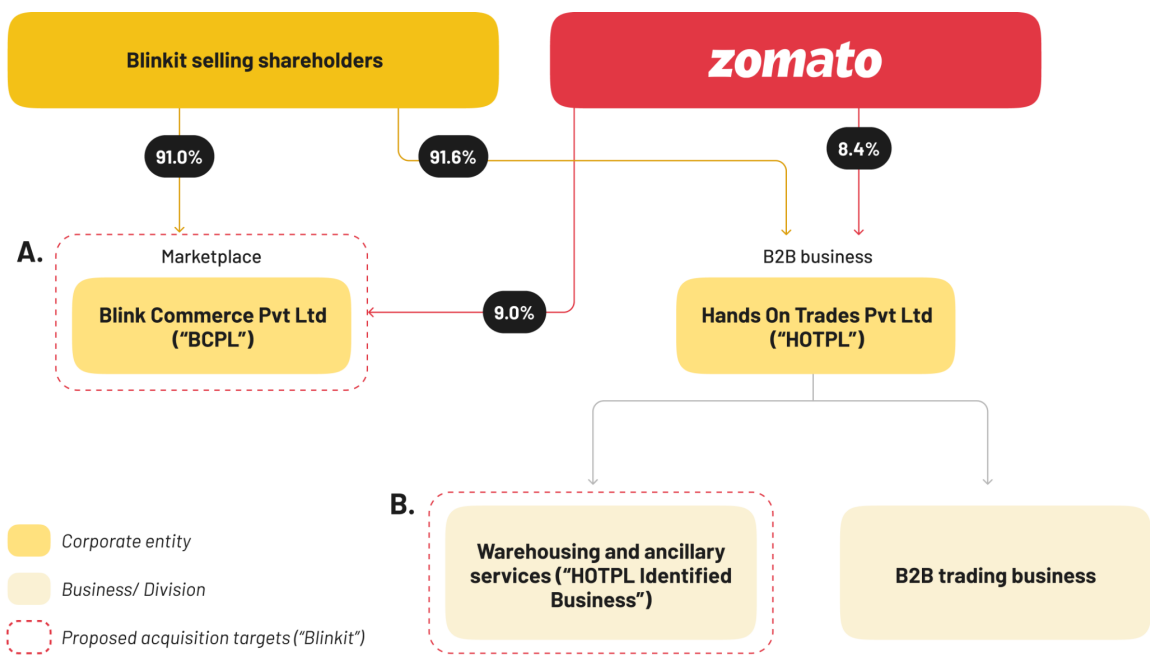 Blinkit selling shareholders
zomato
91.0%
91.6%
8.4%
A.
Marketplace
B2B business
Blink Commerce Pvt Ltd
(“BCPL”)
9.0%
Hands On Trades Pvt Ltd
(“HOTPL”)
B.
Warehousing and ancillary
services (“HOTPL Identified
Business”)
B2B trading business
Corporate entity
Business/ Division
Proposed acquisition targets (“Blinkit”)